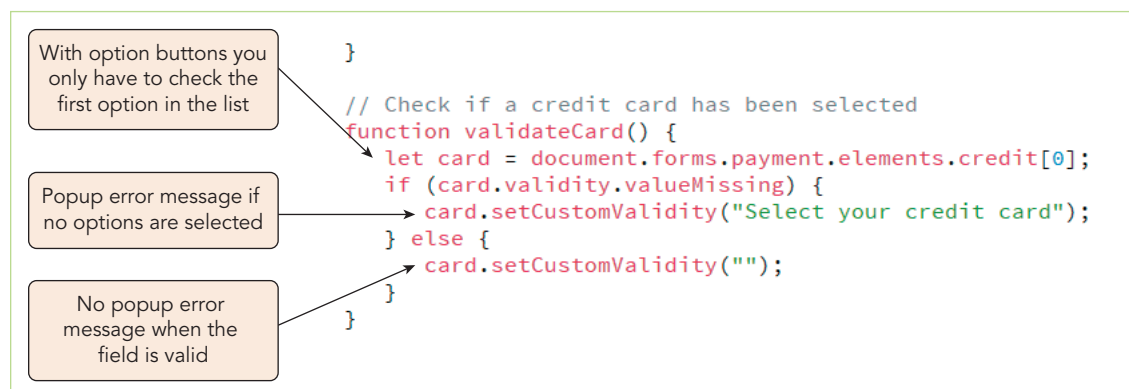 With option buttons you
only have to check the
first option in the list
Popup error message if
no options are selected
No popup error
message when the
field is valid
}
// Check if a credit card has been selected
function validateCard() {
let card = document.forms.payment.elements.credit[0];
if (card.validity.valueMissing) {
card.setCustomValidity("Select your credit card");
} else {
card.setCustomValidity("");
}
}